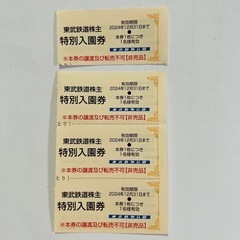 東武鉄道株主
特別入園券
有効期限
2024年12月31日まで
本券1枚につき
1名様有効
※本券の譲渡及び転売不可【非売品】
東武鉄道株主
特別入園券
有効期限
2024年12月31日まで
本券1枚につき
1名様有効
※本券の譲渡及び転売不可【非売品】
東武鉄道株主
特別入園券
有効期限
2024年12月31日まで
本券1枚につき
1名様有効
※本券の譲渡及び転売不可【非売品】
東武鉄道株主
特別入園券
有効期限
2024年12月31日まで
本券1枚につき
1名様有効
※本券の譲渡及び転売不可【非売品】